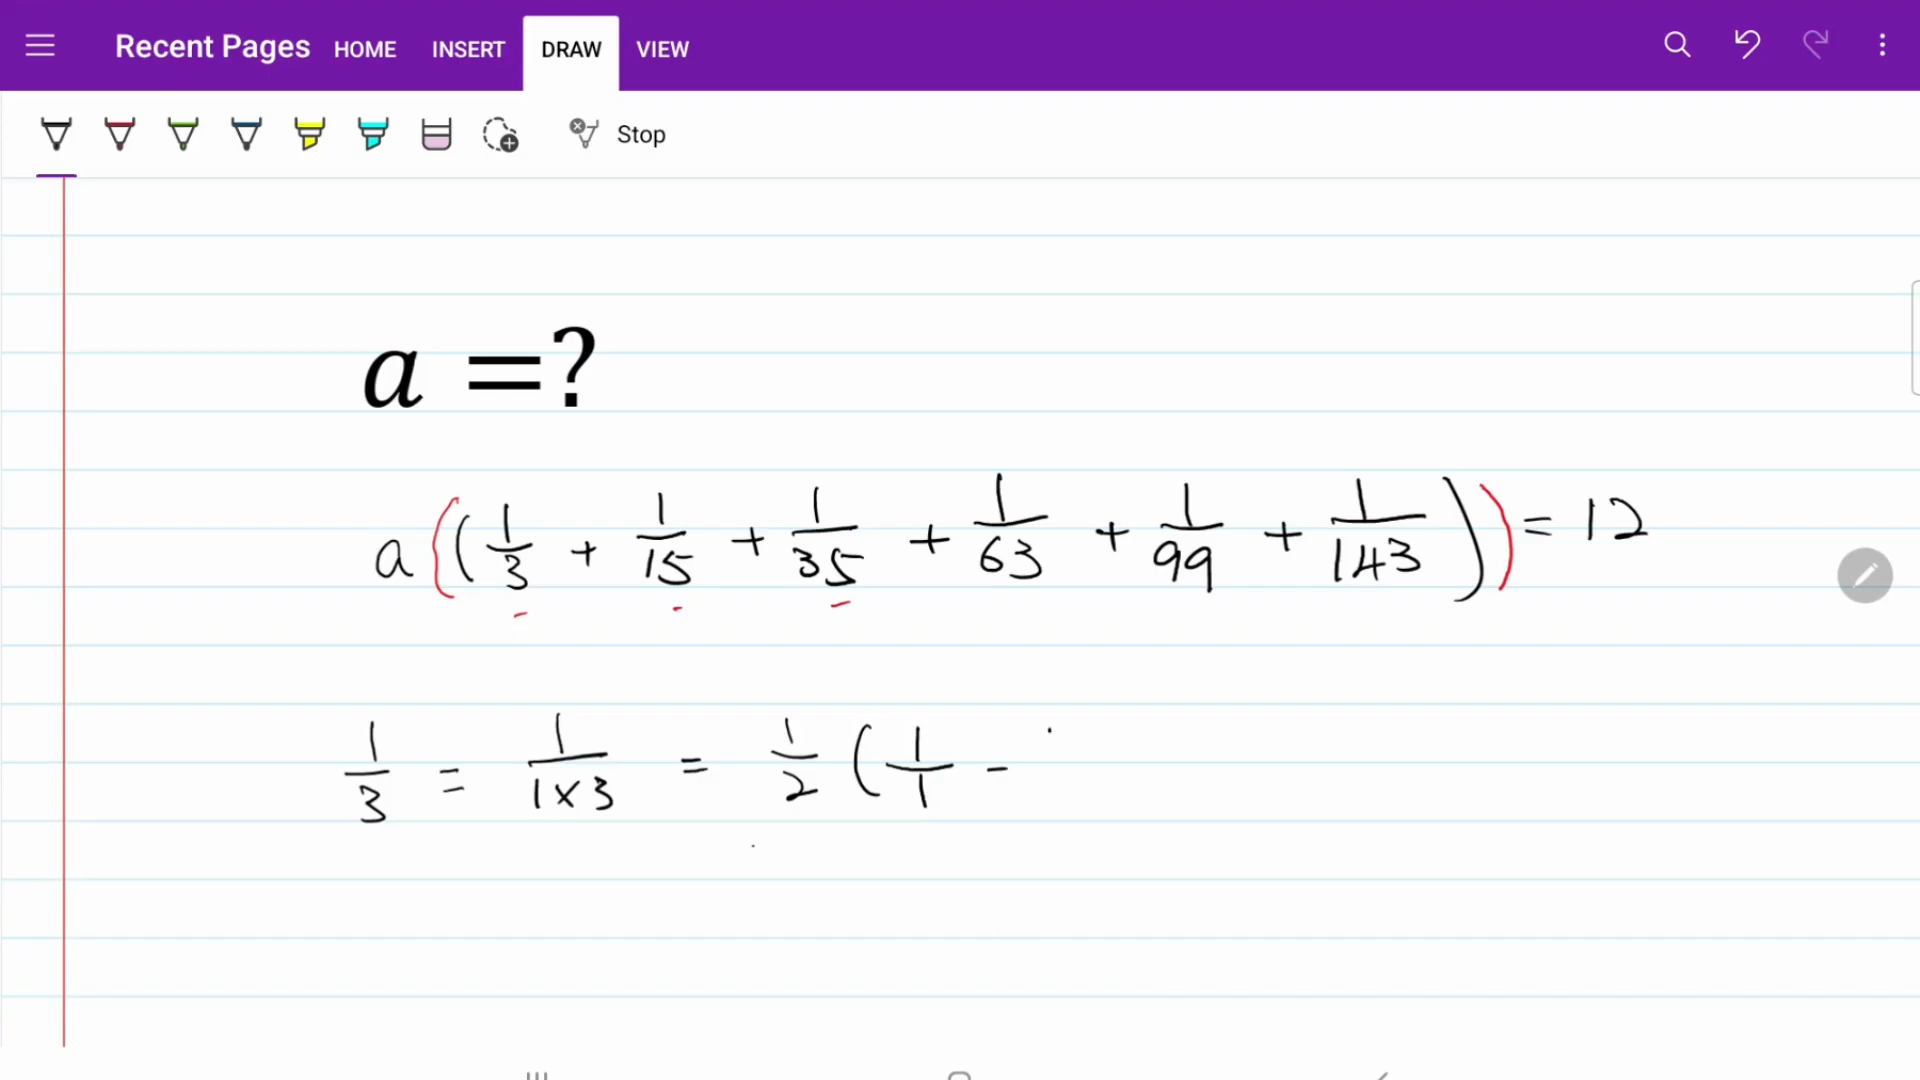 Recent Pages HOME INSERT DRAW VIEW
Stop
a =?
a((1/3 + 1/15 + 1/35 + 1/63 + 1/99 + 1/143)) = 12
1/3 = 1/1×3 = 1/2 (1/1 -